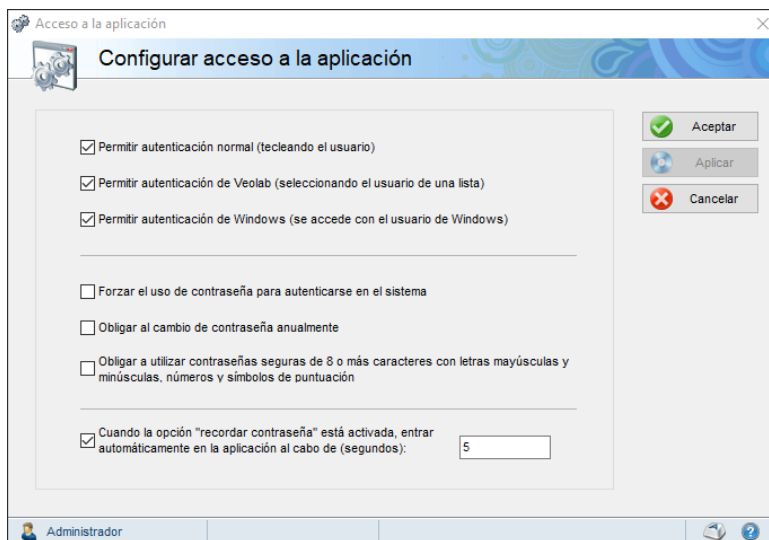 Acceso a la aplicación
Configurar acceso a la aplicación
Permitir autenticación normal (tecleando el usuario)
Permitir autenticación de Veolab (seleccionando el usuario de una lista)
Permitir autenticación de Windows (se accede con el usuario de Windows)
Forzar el uso de contraseña para autenticarse en el sistema
Obligar al cambio de contraseña anualmente
Obligar a utilizar contraseñas seguras de 8 o más caracteres con letras mayúsculas y
minúsculas, números y símbolos de puntuación
Cuando la opción "recordar contraseña" está activada, entrar
automáticamente en la aplicación al cabo de (segundos):
5
Aceptar
Aplicar
Cancelar
Administrador